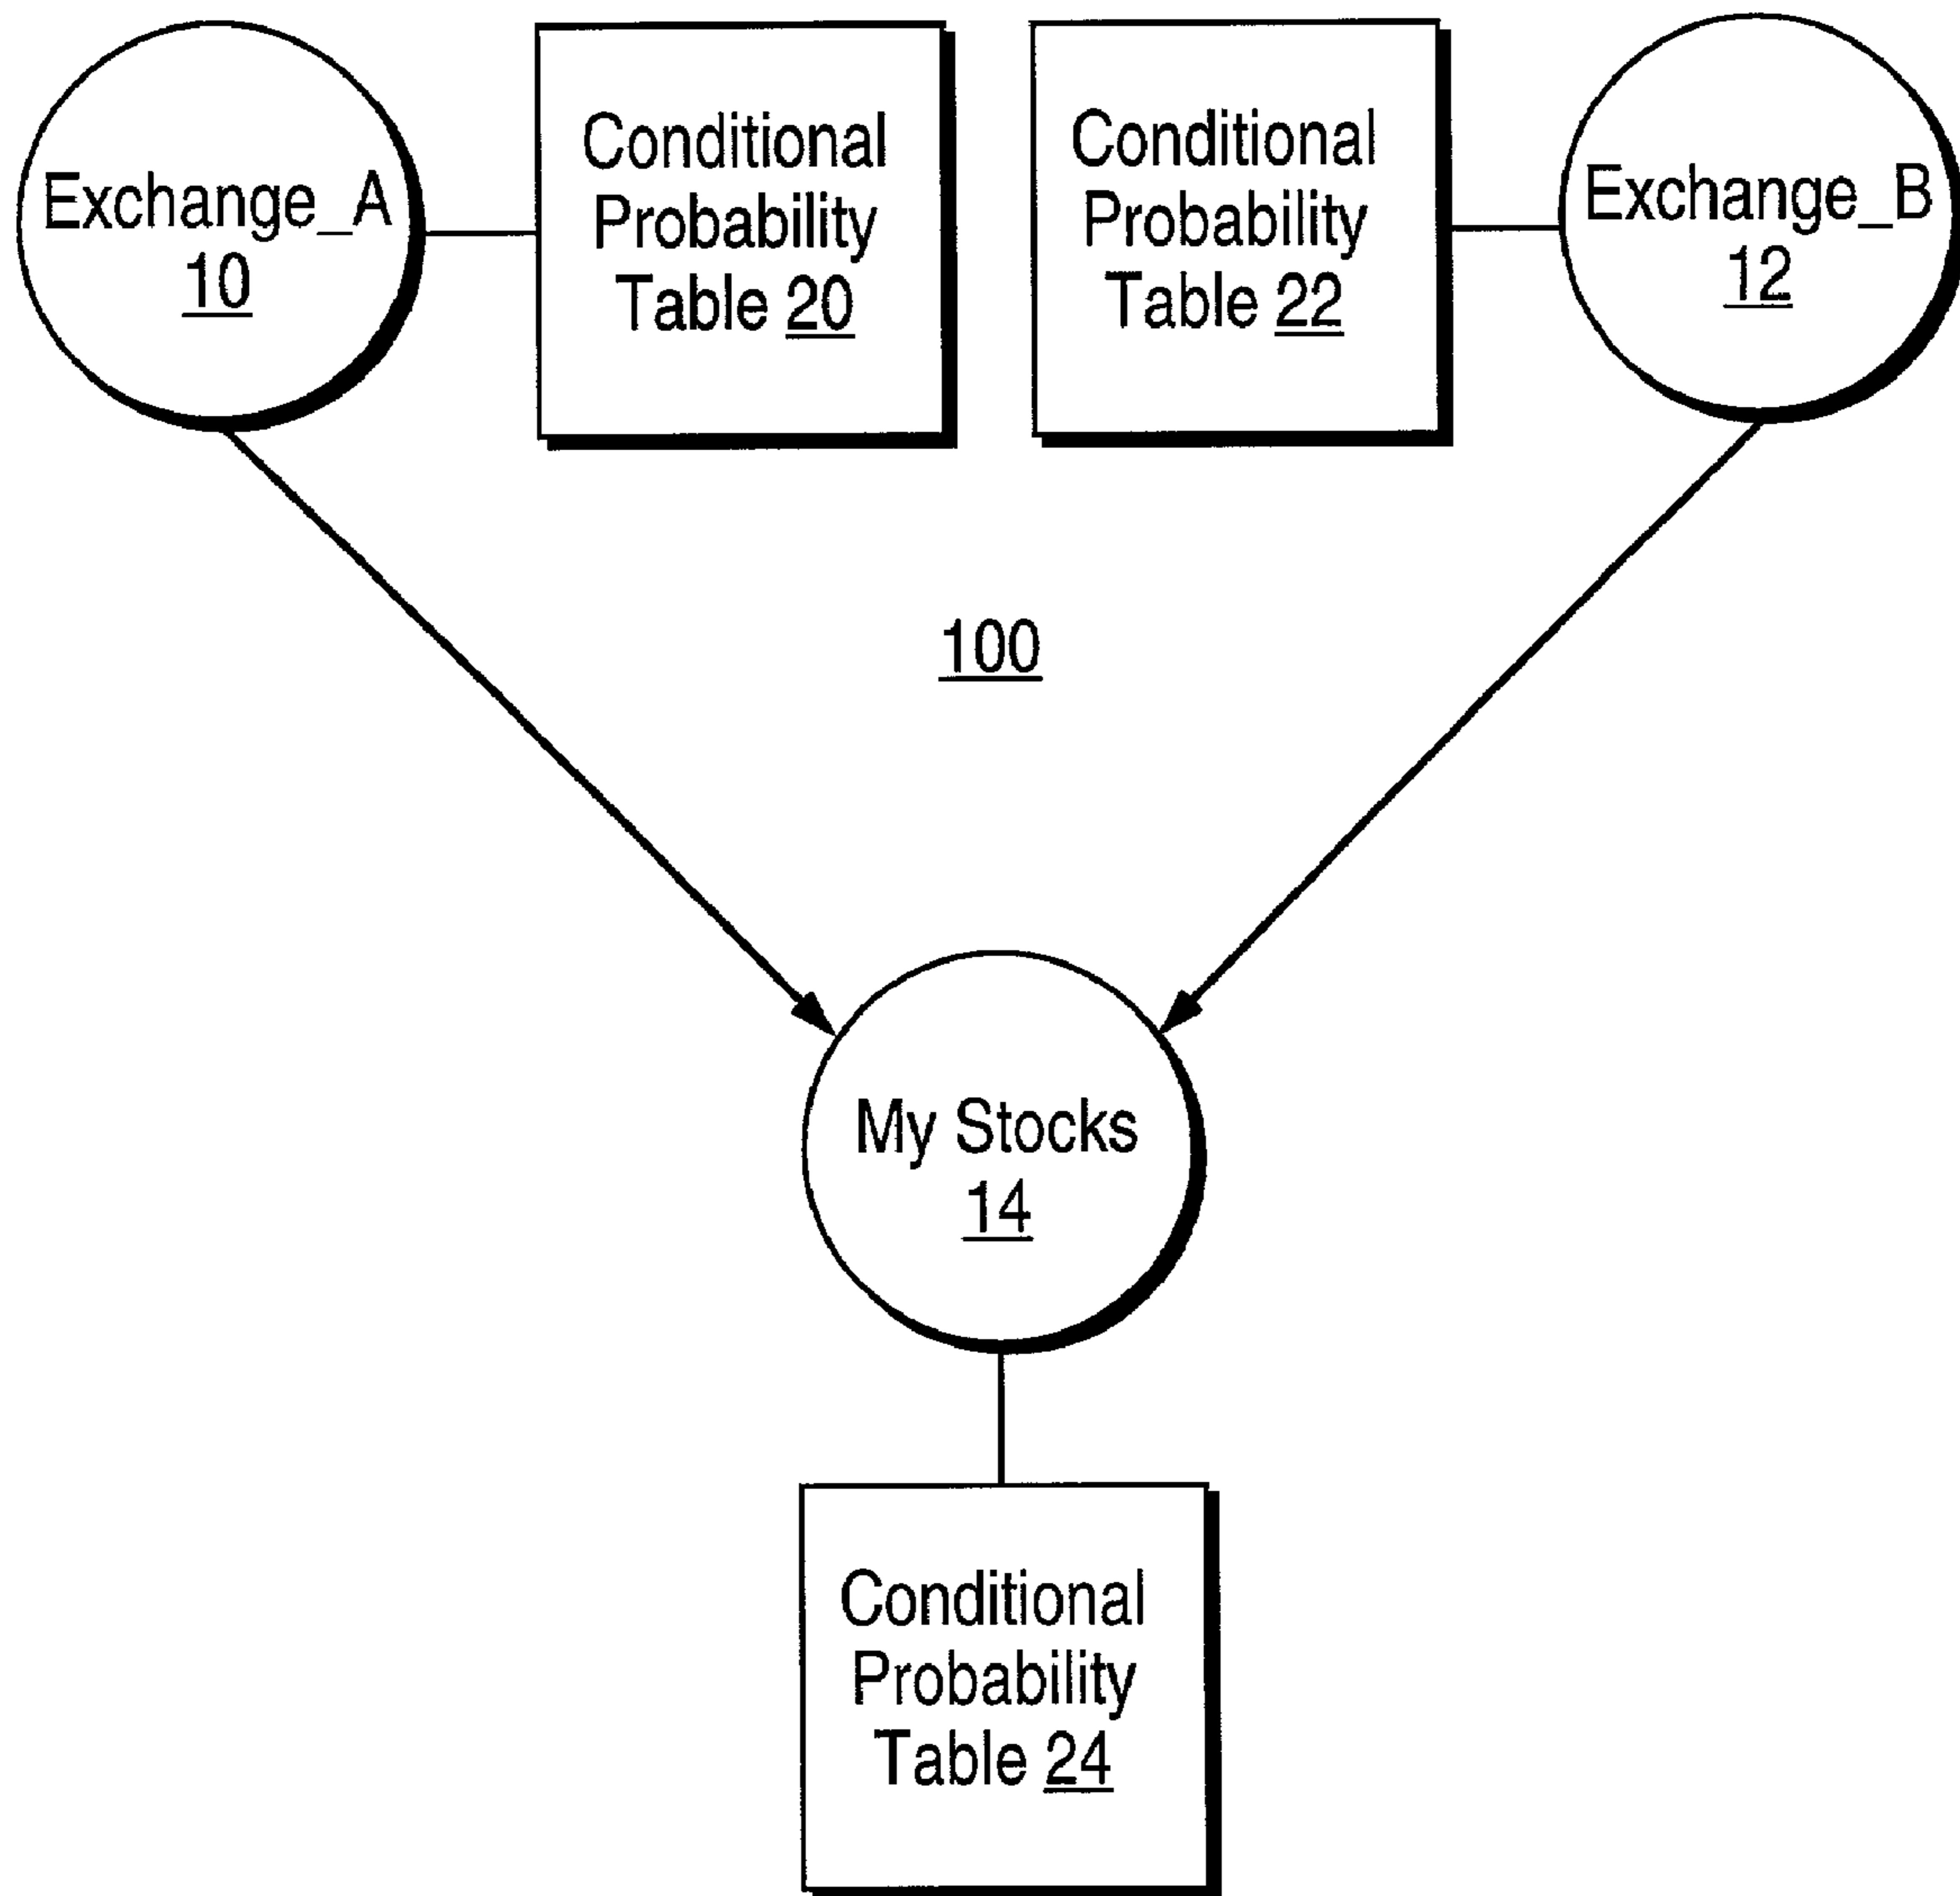 Exchange_A
10
Conditional
Probability
Table 20
Conditional
Probability
Table 22
Exchange_B
12
100
My Stocks
14
Conditional
Probability
Table 24